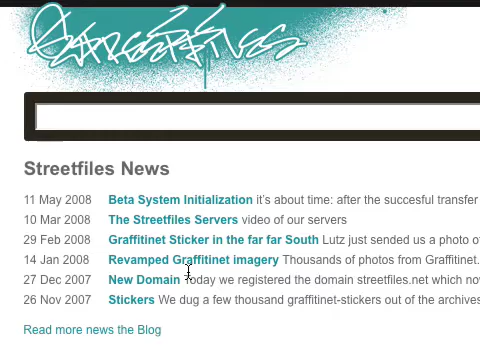 Streetfiles
Streetfiles News
11 May 2008 Beta System Initialization it's about time: after the succesful transfer
10 Mar 2008 The Streetfiles Servers video of our servers
29 Feb 2008 Graffitinet Sticker in the far far South Lutz just sent us a photo o
14 Jan 2008 Revamped Graffitinet imagery Thousands of photos from Graffitinet.
27 Dec 2007 New Domain Today we registered the domain streetfiles.net which no
26 Nov 2007 Stickers We dug a few thousand graffitinet-stickers out of the archives
Read more news the Blog